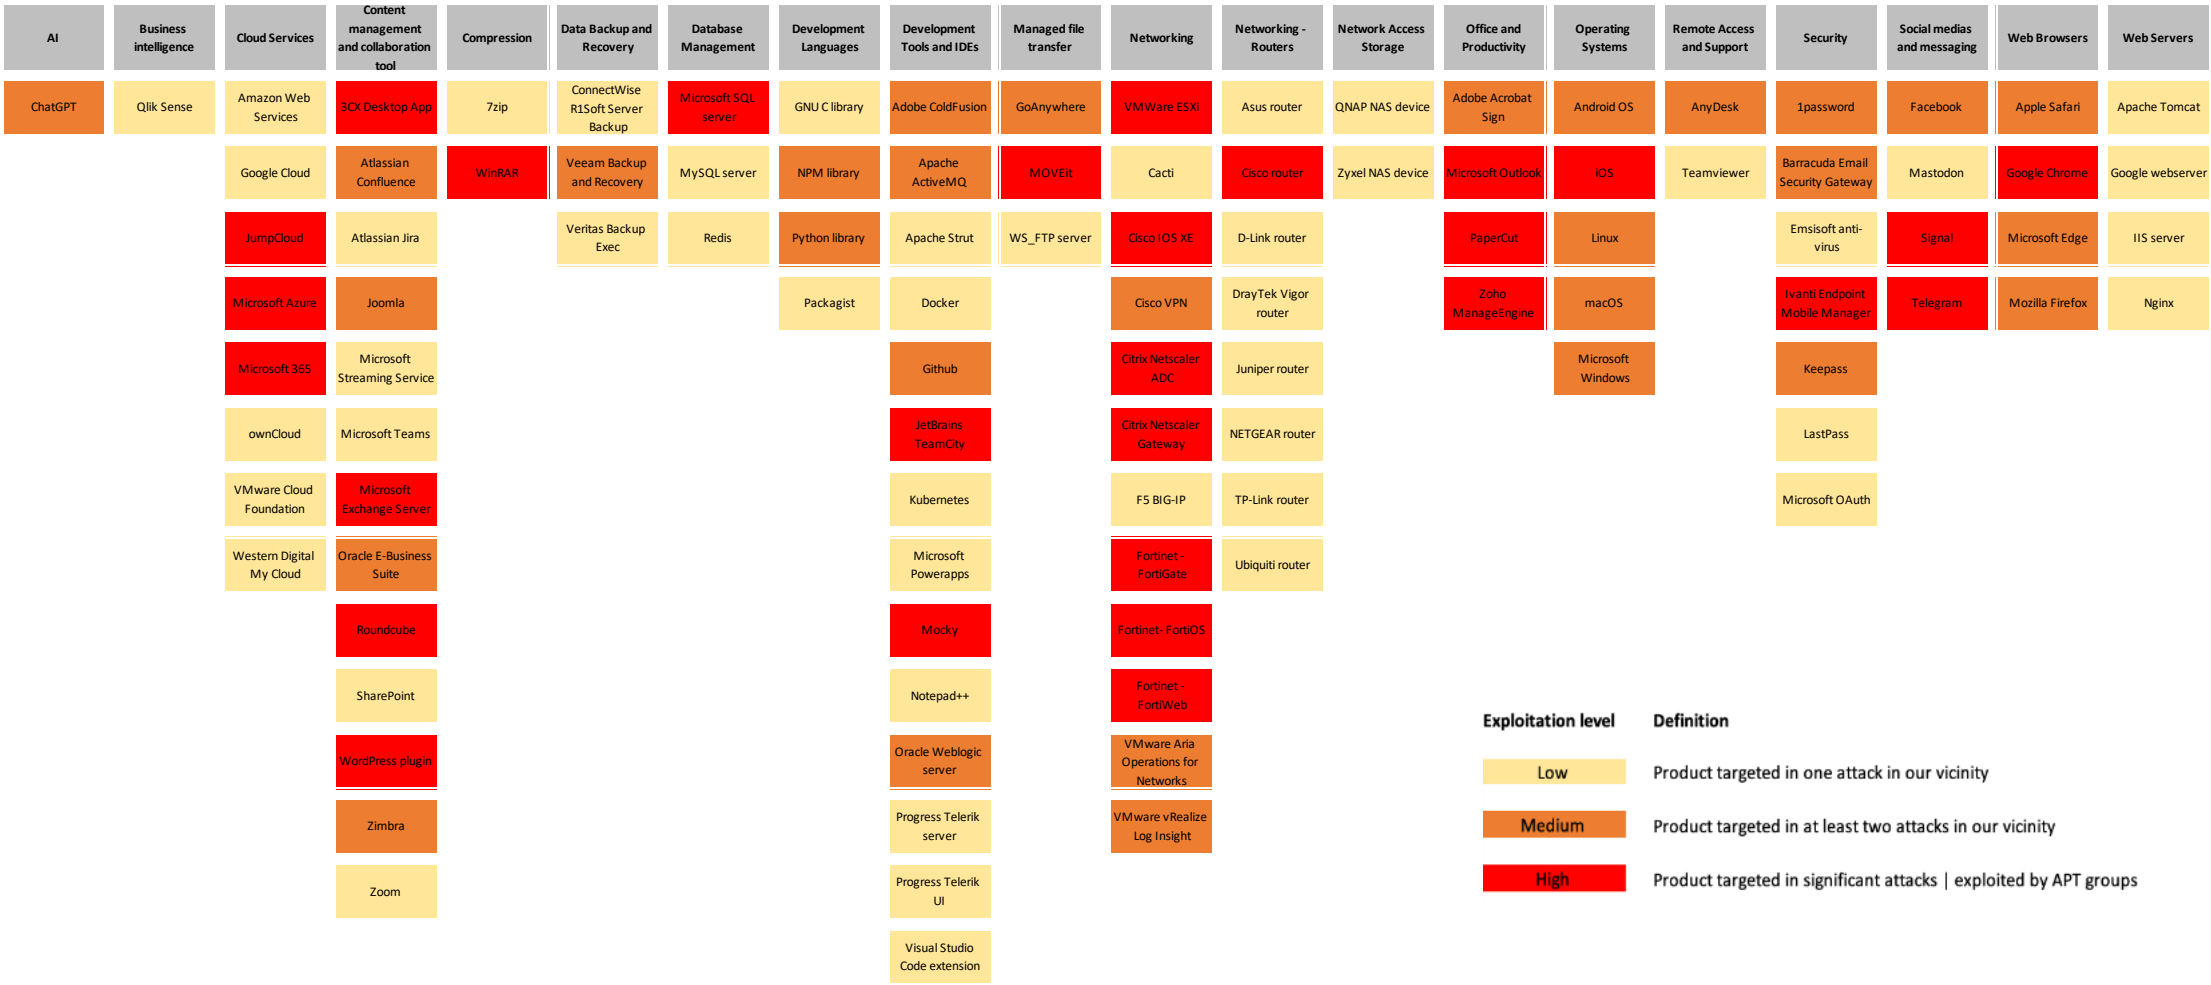 AI
Business
intelligence
Cloud Services
Content
management
and collaboration
tool
Compression
Data Backup and
Recovery
Database
Management
Development
Languages
Development
Tools and IDEs
Managed file
transfer
Networking
Networking -
Routers
Network Access
Storage
Office and
Productivity
Operating
Systems
Remote Access
and Support
Security
Social medias
and messaging
Web Browsers
Web Servers
ChatGPT
Qlik Sense
Amazon Web
Services
3CX Desktop App
7zip
ConnectWise
R1Soft Server
Backup
Microsoft SQL
server
GNU C library
Adobe ColdFusion
GoAnywhere
VMWare ESXi
Asus router
QNAP NAS device
Adobe Acrobat
Sign
Android OS
AnyDesk
1password
Facebook
Apple Safari
Apache Tomcat
Google Cloud
Atlassian
Confluence
WinRAR
Veeam Backup
and Recovery
MySQL server
NPM library
Apache
ActiveMQ
MOVEit
Cacti
Cisco router
Zyxel NAS device
Microsoft Outlook
iOS
Teamviewer
Barracuda Email
Security Gateway
Mastodon
Google Chrome
Google webserver
JumpCloud
Atlassian Jira
Veritas Backup
Exec
Redis
Python library
Apache Strut
WS_FTP server
Cisco IOS XE
D-Link router
PaperCut
Linux
Emsisoft anti-
virus
Signal
Microsoft Edge
IIS server
Microsoft Azure
Joomla
Packagist
Docker
Cisco VPN
DrayTek Vigor
router
Zoho
ManageEngine
macOS
Ivanti Endpoint
Mobile Manager
Telegram
Mozilla Firefox
Nginx
Microsoft 365
Microsoft
Streaming Service
Github
Citrix Netscaler
ADC
Juniper router
Microsoft
Windows
Keepass
ownCloud
Microsoft Teams
JetBrains
TeamCity
Citrix Netscaler
Gateway
NETGEAR router
LastPass
VMware Cloud
Foundation
Microsoft
Exchange Server
Kubernetes
F5 BIG-IP
TP-Link router
Microsoft OAuth
Western Digital
My Cloud
Oracle E-Business
Suite
Microsoft
Powerapps
Fortinet -
FortiGate
Ubiquiti router
Roundcube
Mocky
Fortinet- FortiOS
SharePoint
Notepad++
Fortinet -
FortiWeb
WordPress plugin
Oracle Weblogic
server
VMware Aria
Operations for
Networks
Zimbra
Progress Telerik
server
VMware vRealize
Log Insight
Zoom
Progress Telerik
UI
Visual Studio
Code extension
Exploitation level Definition
Low Product targeted in one attack in our vicinity
Medium Product targeted in at least two attacks in our vicinity
High Product targeted in significant attacks | exploited by APT groups